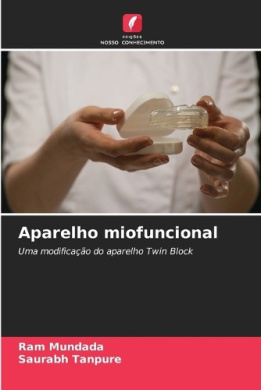 edições
NOSSO CONHECIMENTO
Aparelho miofuncional
Uma modificação do aparelho Twin Block
Ram Mundada
Saurabh Tanpure